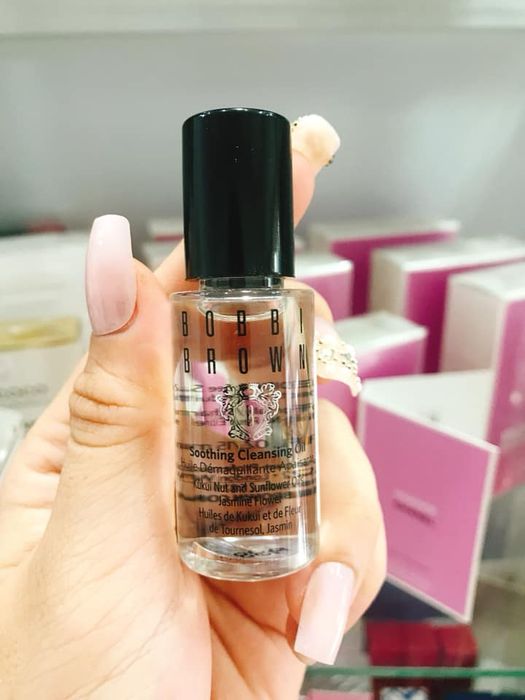 BOBBI
BROWN
Soothing Cleansing Oil
Huile Démaquillante
Kukui Nut and Sunflower Oils
Jasmine Flower
Huiles de Kukui et de Fleur
de Tournesol, Jasmin